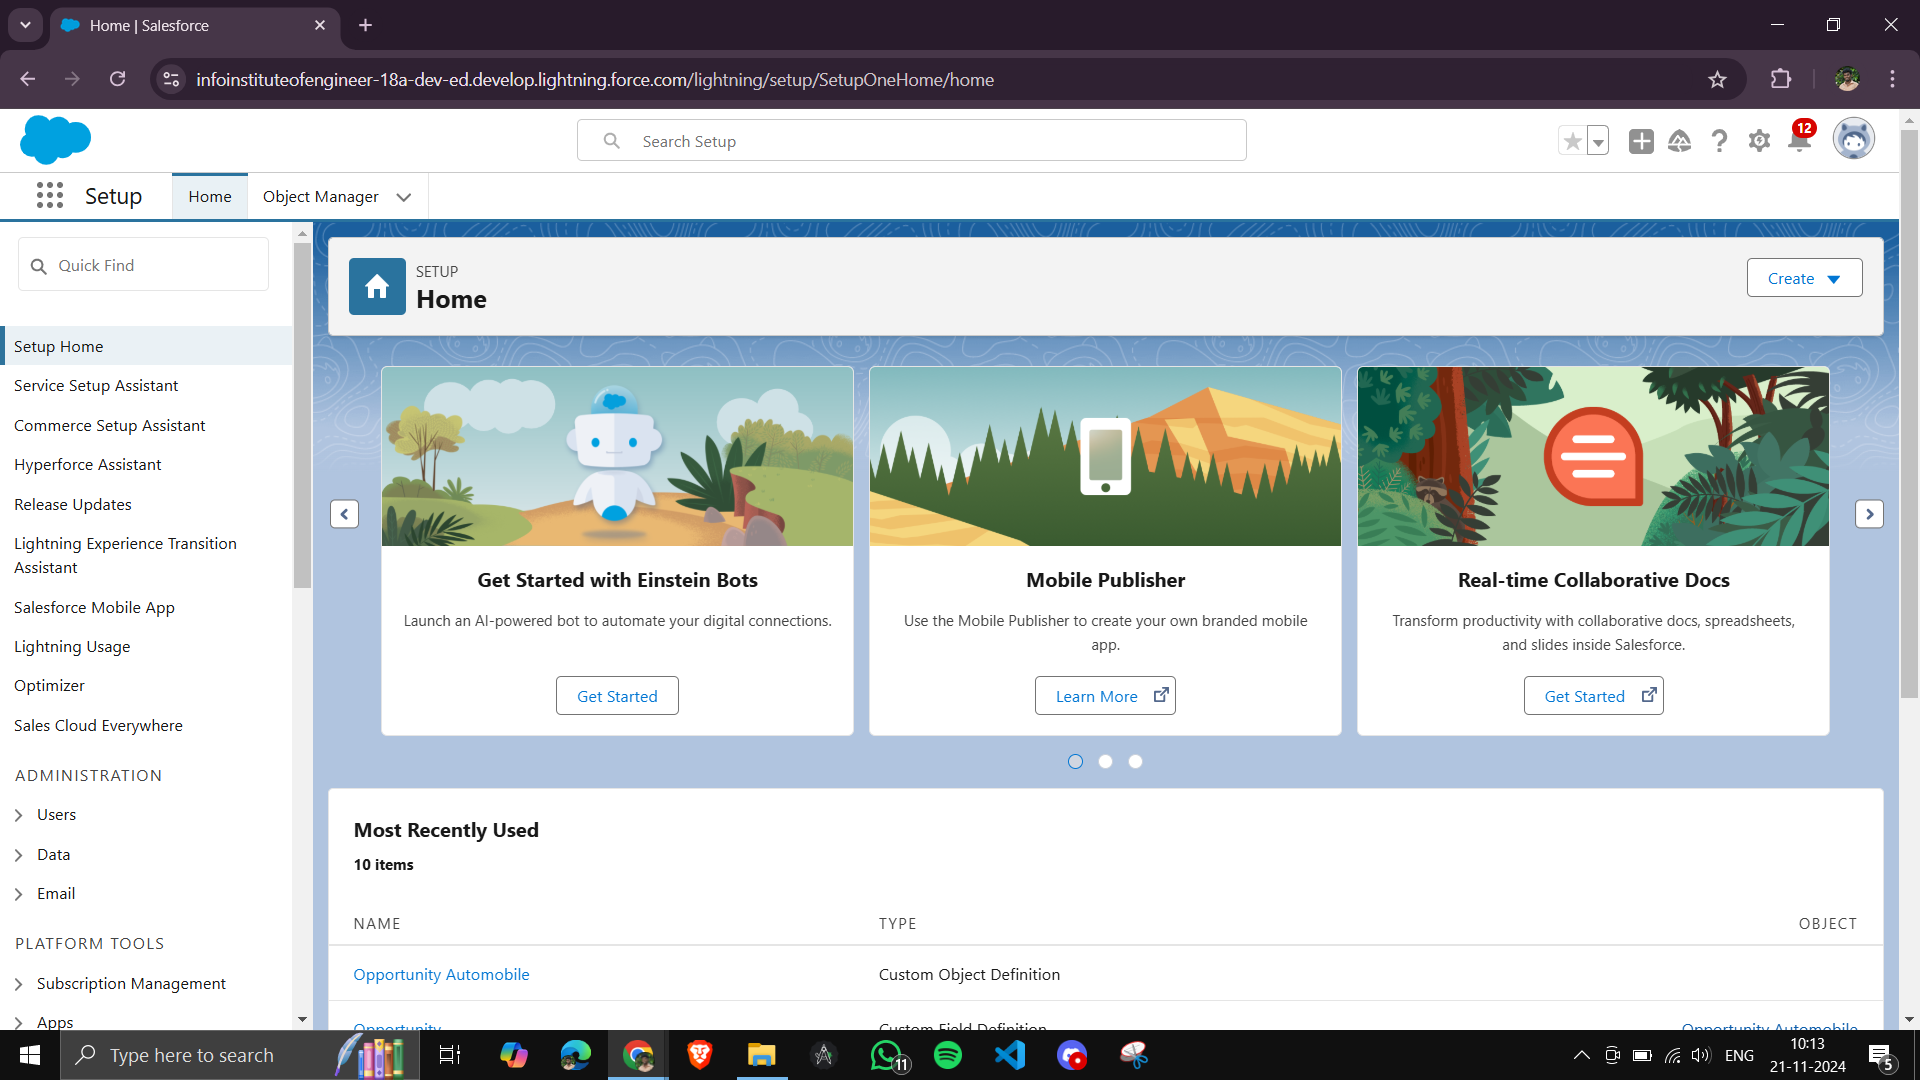 Home | Salesforce
infoinstituteofengineer-18a-dev-ed.develop.lightning.force.com/lightning/setup/SetupOneHome/home
Search Setup
12
Setup
Home
Object Manager
Quick Find
Setup Home
Service Setup Assistant
Commerce Setup Assistant
Hyperforce Assistant
Release Updates
Lightning Experience Transition
Assistant
Salesforce Mobile App
Lightning Usage
Optimizer
Sales Cloud Everywhere
ADMINISTRATION
Users
Data
Email
PLATFORM TOOLS
Subscription Management
Apps
SETUP
Home
Create
Get Started with Einstein Bots
Launch an AI-powered bot to automate your digital connections.
Get Started
Mobile Publisher
Use the Mobile Publisher to create your own branded mobile
app.
Learn More
Real-time Collaborative Docs
Transform productivity with collaborative docs, spreadsheets,
and slides inside Salesforce.
Get Started
Most Recently Used
10 items
NAME TYPE OBJECT
Opportunity Automobile Custom Object Definition
Opportunity Custom Field Definition Opportunity Automobile
Type here to search
11
ENG
10:13
21-11-2024
5